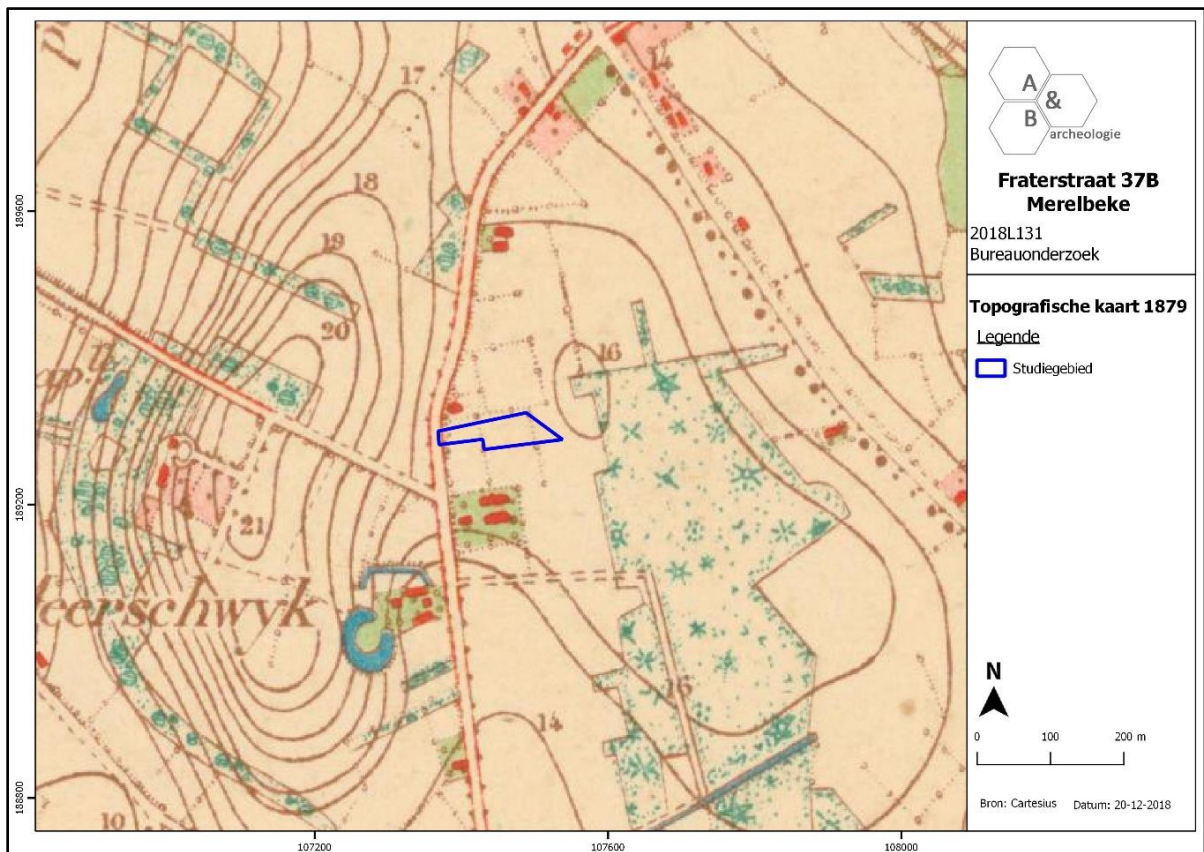 17
14
18
19
20
16
21
eerschwyk
16
14
10
189600
189200
188800
107200
107600
108000
A
&
B
archeologie
Fraterstraat 37B
Merelbeke
2018L131
Bureauonderzoek
Topografische kaart 1879
Legende
Studiegebied
N
0 100 200 m
Bron: Cartesius Datum: 20-12-2018